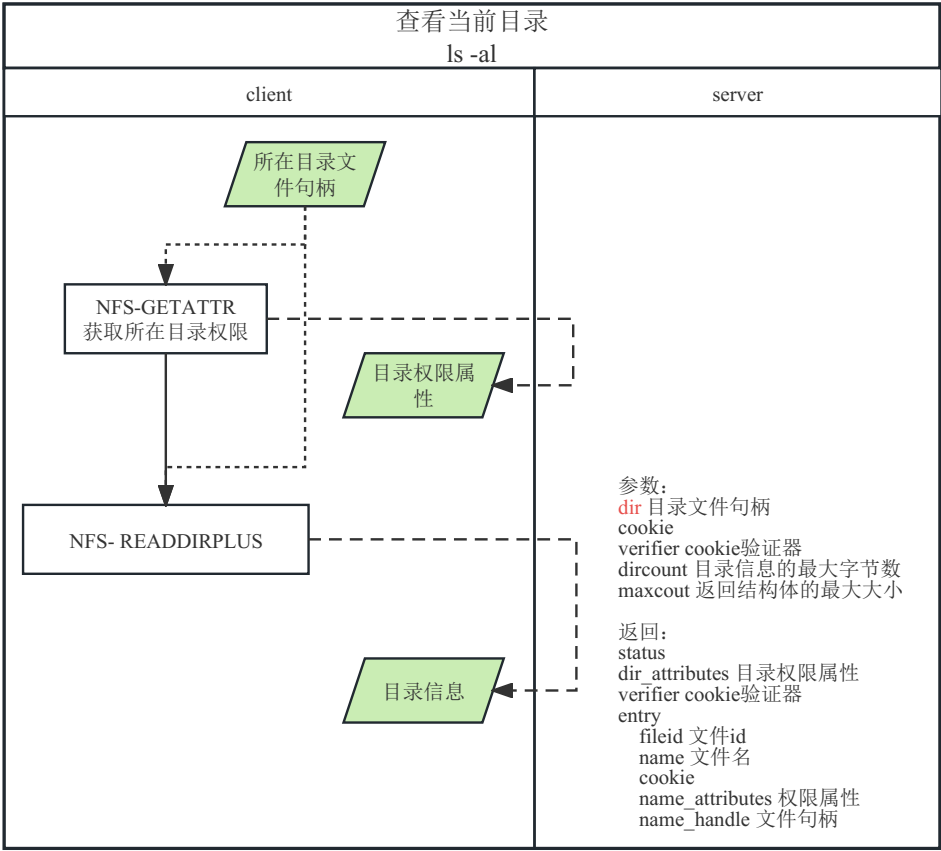 查看当前目录
ls -al
client
server
所在目录文
件句柄
NFS-GETATTR
获取所在目录权限
目录权限属
性
NFS- READDIRPLUS
目录信息
参数：
dir 目录文件句柄
cookie
verifier cookie验证器
dircount 目录信息的最大字节数
maxcout 返回结构体的最大大小
返回：
status
dir_attributes 目录权限属性
verifier cookie验证器
entry
fileid 文件id
name 文件名
cookie
name_attributes 权限属性
name_handle 文件句柄